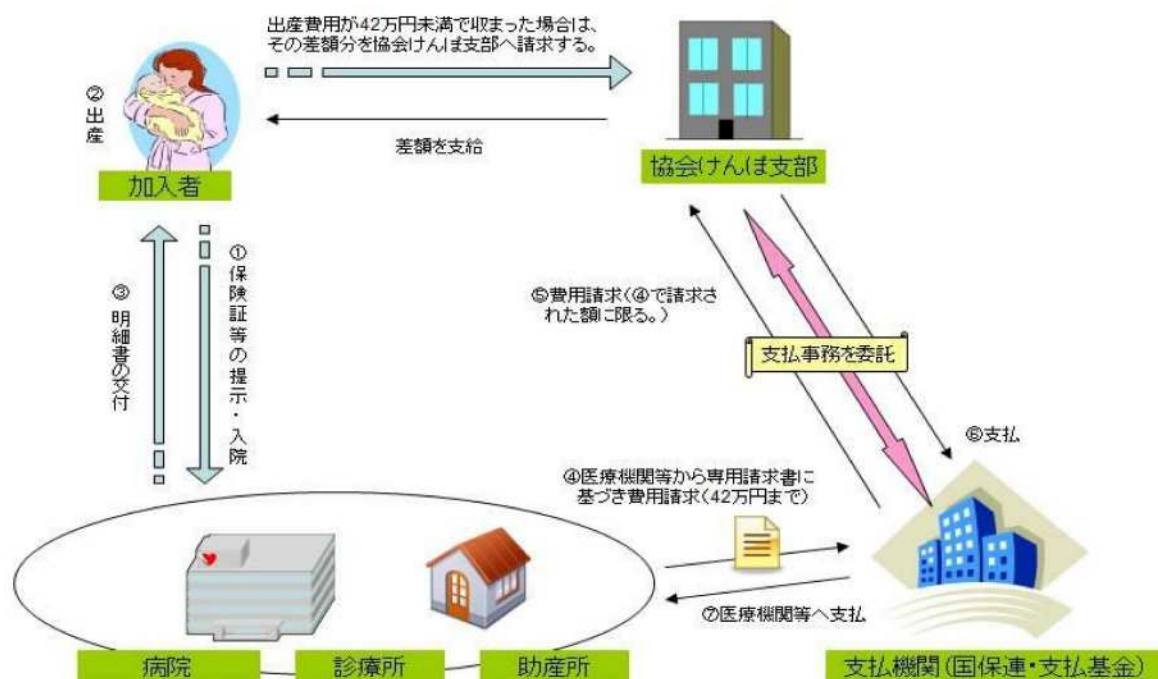 出産費用が42万円未満で収まった場合は、
その差額分を協会けんぽ支部へ請求する。
②出産
差額を支給
加入者
協会けんぽ支部
①保険証等の提示・入院
③明細書の交付
⑤費用請求(④で請求さ
れた額に限る。)
支払事務を委託
⑥支払
④医療機関等から専用請求書に
基づき費用請求(42万円まで)
⑦医療機関等へ支払
病院
診療所
助産所
支払機関(国保連・支払基金)